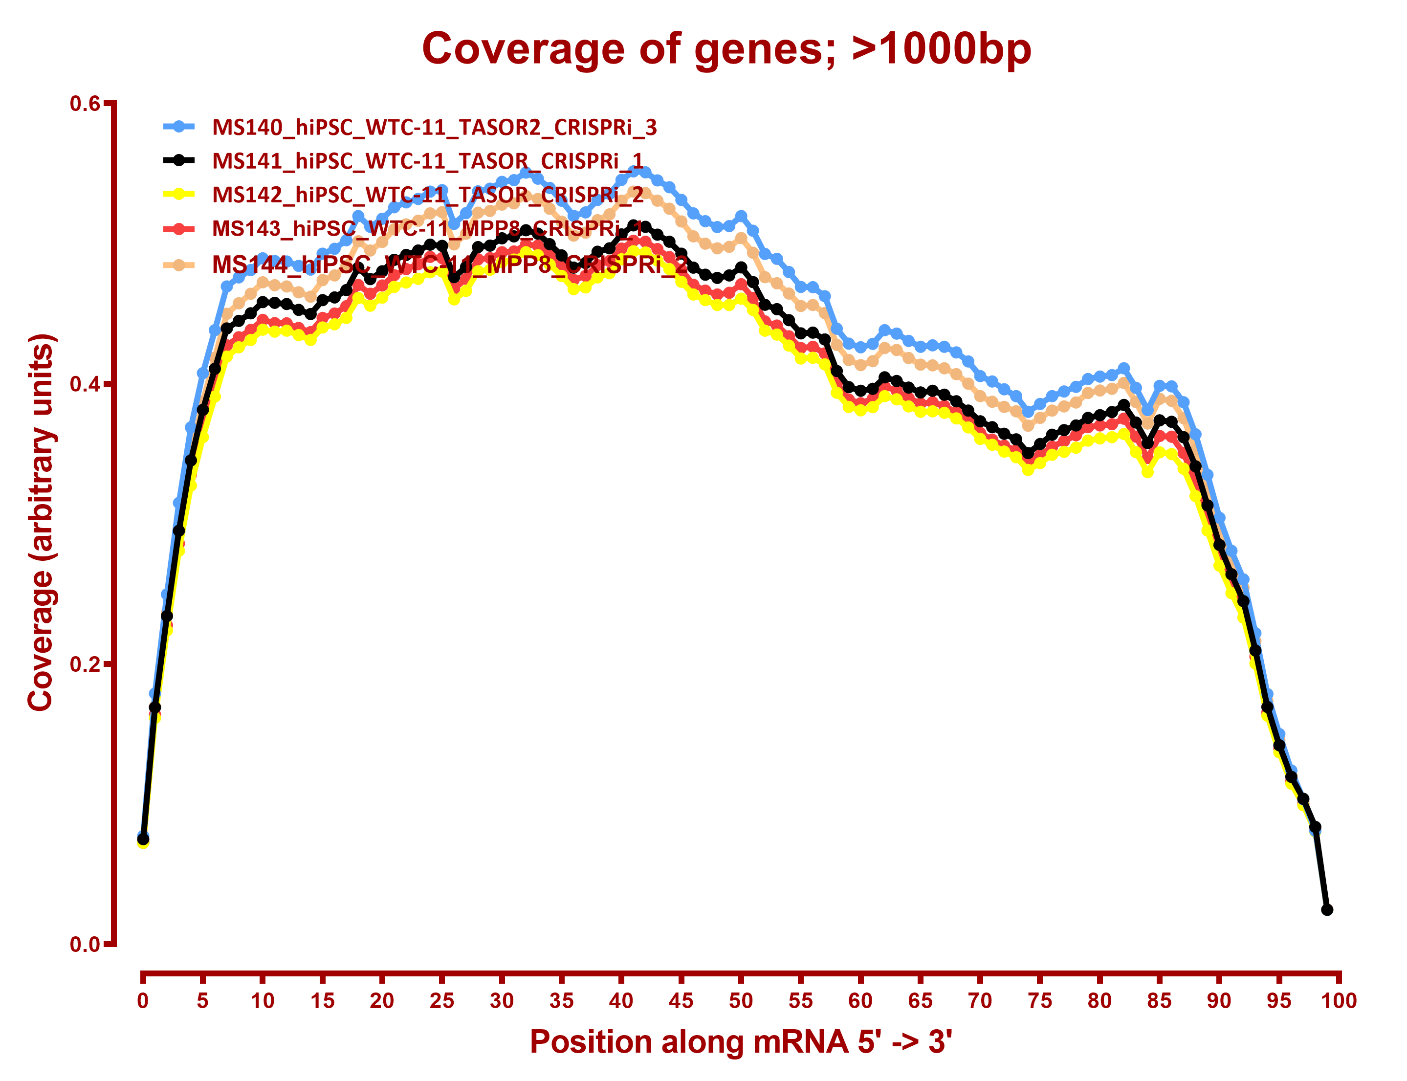 Coverage of genes; >1000bp
0.6
MS140_hiPSC_WTC-11_TASOR2_CRISPRi_3
MS141_hiPSC_WTC-11_TASOR_CRISPRi_1
MS142_hiPSC_WTC-11_TASOR_CRISPRi_2
MS143_hiPSC_WTC-11_MPP8_CRISPRi_1
MS144_hiPSC_WTC-11_MPP8_CRISPRi_2
Coverage (arbitrary units)
0.4
0.2
0.0
0 5 10 15 20 25 30 35 40 45 50 55 60 65 70 75 80 85 90 95 100
Position along mRNA 5' -> 3'